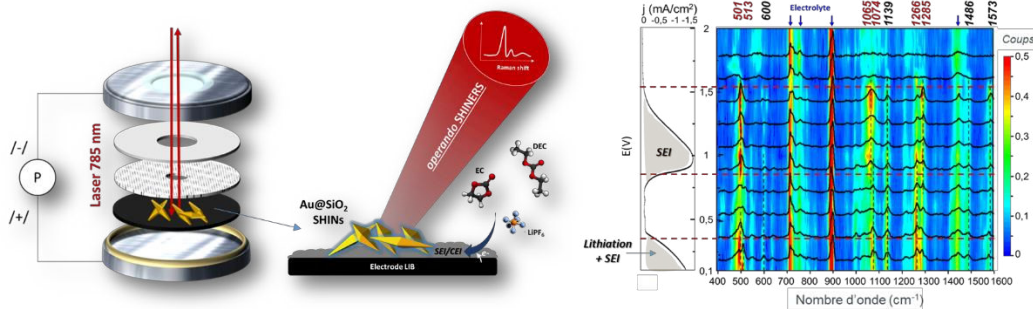 /-/
P
/+/
Laser 785 nm
Au@SiO2
SHINs
Raman shift
operando SHINERS
EC
DEC
LiPF6
SEI/CEI
e-
Electrode LIB
j (mA/cm²)
0 -0,5 -1 -1,5
SEI
Lithiation
+ SEI
E(V)
2
1,5
1
0,5
0,1
501
513
600
Electrolyte
1065
1074
1139
1266
1285
1486
1573
400 500 600 700 800 900 1000 1100 1200 1300 1400 1500 1600
Nombre d'onde (cm-1)
Coups
0,5
0,4
0,3
0,2
0,1
0